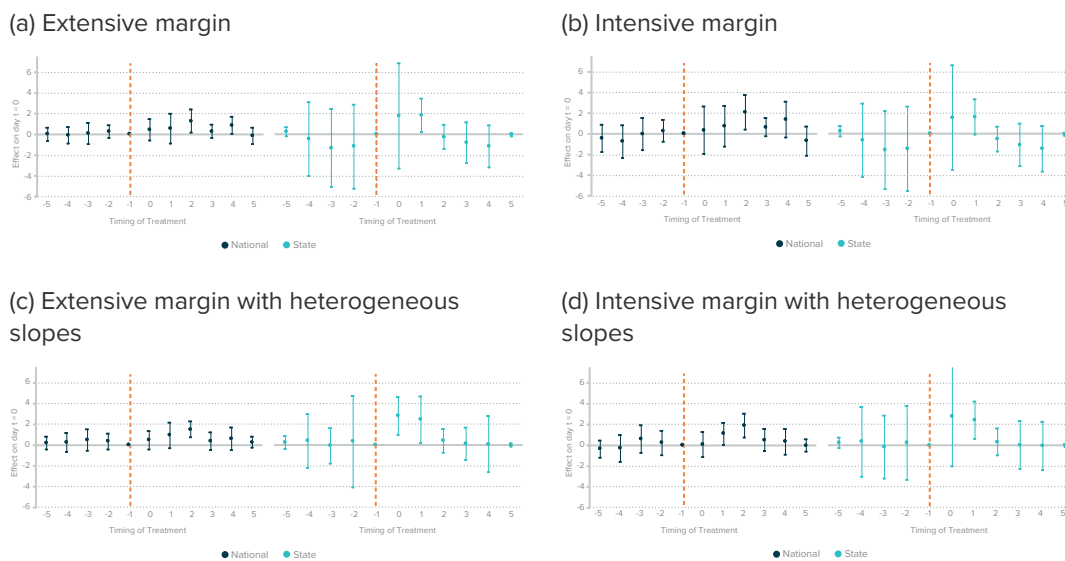 (a) Extensive margin
Effect on day t = 0
6
4
2
0
-2
-4
-6
-5 -4 -3 -2 -1 0 1 2 3 4 5 -5 -4 -3 -2 -1 0 1 2 3 4 5
Timing of Treatment Timing of Treatment
National State
(b) Intensive margin
Effect on day t = 0
6
4
2
0
-2
-4
-6
-5 -4 -3 -2 -1 0 1 2 3 4 5 -5 -4 -3 -2 -1 0 1 2 3 4 5
Timing of Treatment Timing of Treatment
National State
(c) Extensive margin with heterogeneous
slopes
Effect on day t = 0
6
4
2
0
-2
-4
-6
-5 -4 -3 -2 -1 0 1 2 3 4 5 -5 -4 -3 -2 -1 0 1 2 3 4 5
Timing of Treatment Timing of Treatment
National State
(d) Intensive margin with heterogeneous
slopes
Effect on day t = 0
6
4
2
0
-2
-4
-6
-5 -4 -3 -2 -1 0 1 2 3 4 5 -5 -4 -3 -2 -1 0 1 2 3 4 5
Timing of Treatment Timing of Treatment
National State